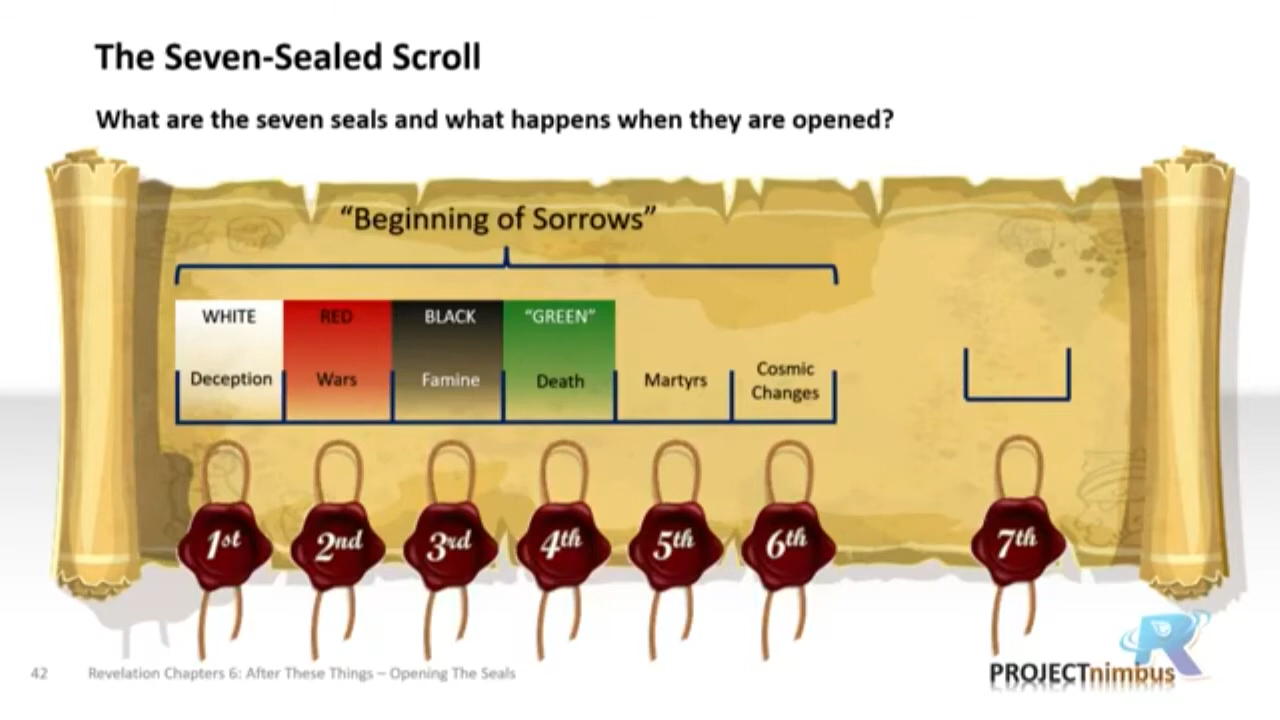 The Seven-Sealed Scroll
What are the seven seals and what happens when they are opened?
“Beginning of Sorrows”
WHITE
Deception
RED
Wars
BLACK
Famine
“GREEN”
Death
Martyrs
Cosmic
Changes
1st
2nd
3rd
4th
5th
6th
7th
42
Revelation Chapters 6: After These Things – Opening The Seals
PROJECTnimbus